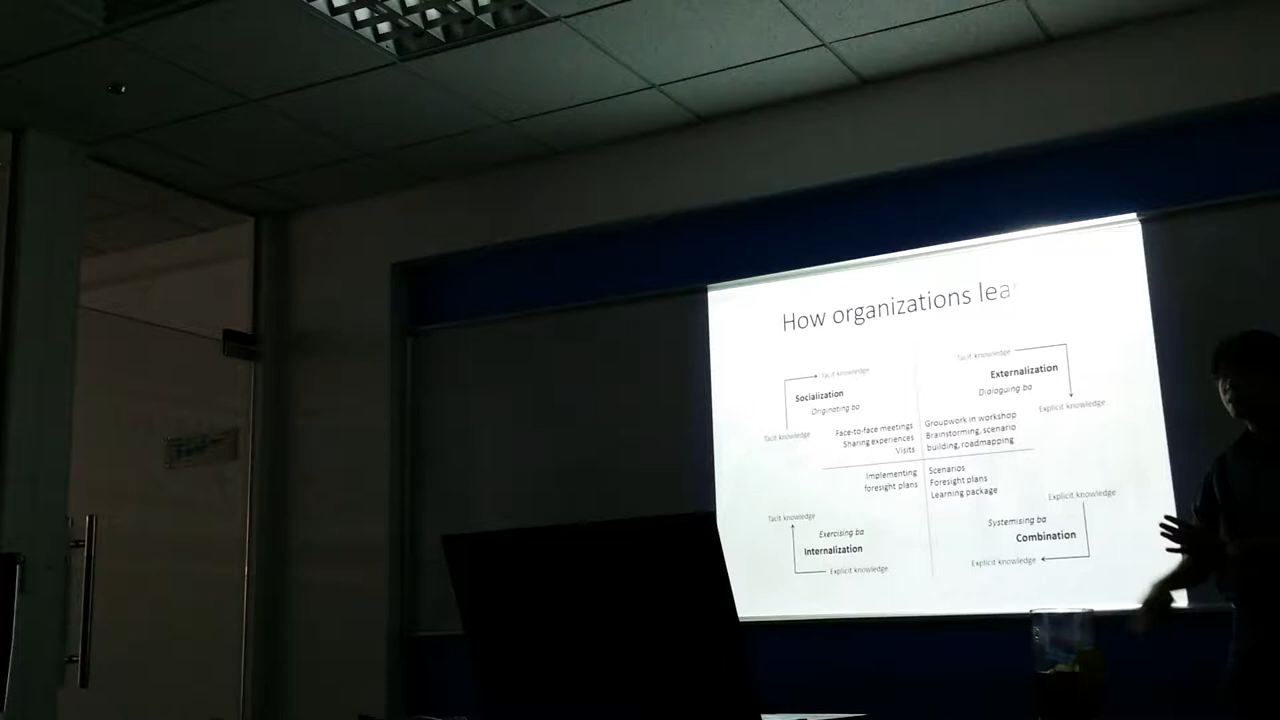 How organizations lea
Tacit knowledge
Socialization
Originating ba
Tacit knowledge
Face-to-face meetings
Sharing experiences
Visits
Tacit knowledge
Externalization
Dialoguing ba
Explicit knowledge
Groupwork in workshop
Brainstorming, scenario
building, roadmapping
Implementing
foresight plans
Tacit knowledge
Exercising ba
Internalization
Explicit knowledge
Scenarios
Foresight plans
Learning package
Explicit knowledge
Systemising ba
Combination
Explicit knowledge